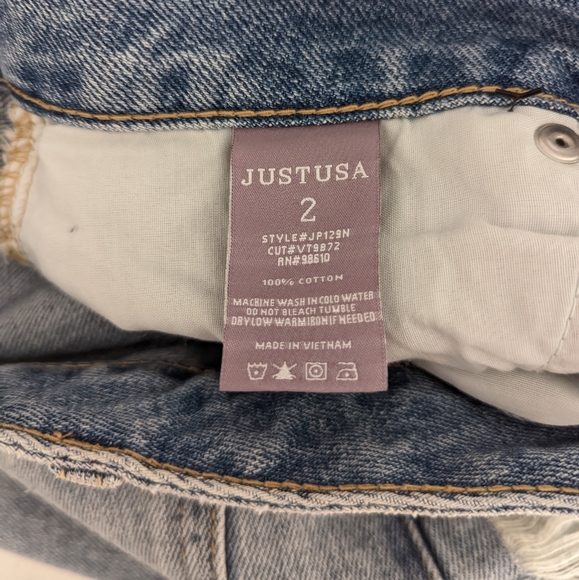 JUSTUSA
2
STYLE#JP129N
CUT#VT9872
RN#98610
100% COTTON
MACHINE WASH IN COLD WATER
DO NOT BLEACH TUMBLE
DRY LOW WARM IRON IF NEEDED
MADE IN VIETNAM